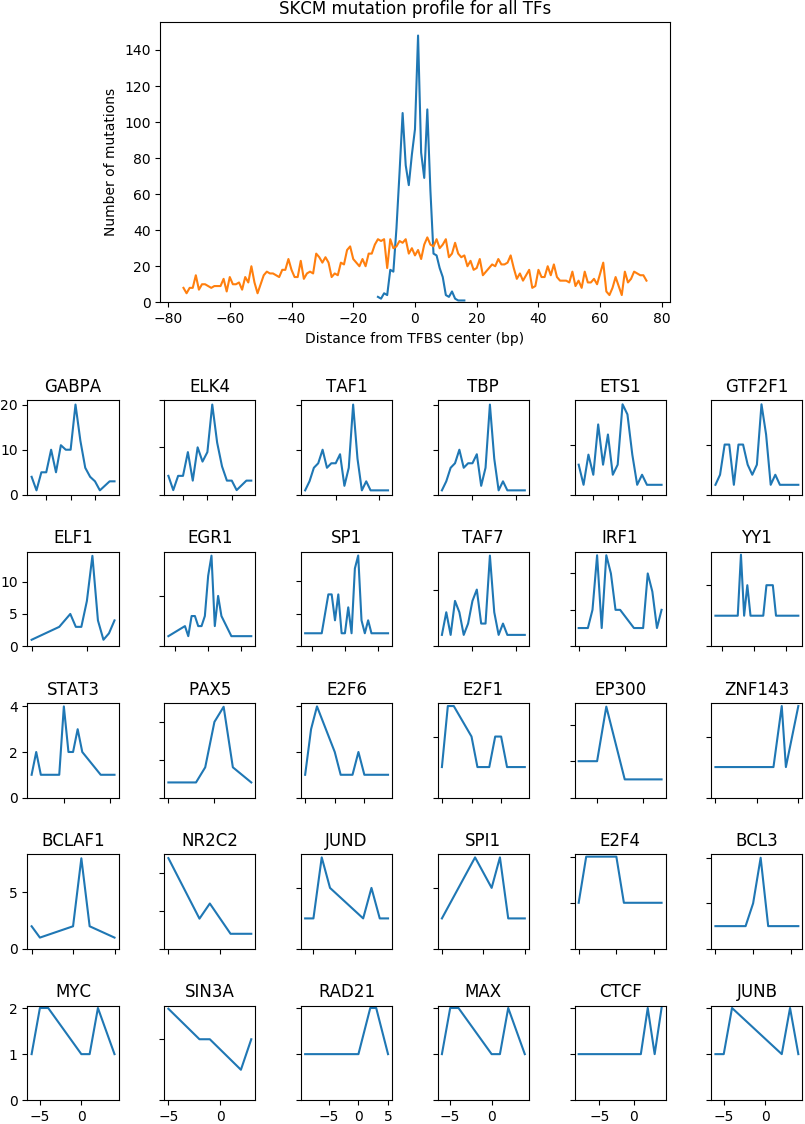 SKCM mutation profile for all TFs
140
120
100
80
60
40
20
0
Number of mutations
−80 −60 −40 −20 0 20 40 60 80
Distance from TFBS center (bp)
GABPA ELK4 TAF1 TBP ETS1 GTF2F1
20
10
0
ELF1 EGR1 SP1 TAF7 IRF1 YY1
10
5
0
STAT3 PAX5 E2F6 E2F1 EP300 ZNF143
4
2
0
BCLAF1 NR2C2 JUND SPI1 E2F4 BCL3
5
0
MYC SIN3A RAD21 MAX CTCF JUNB
2
1
0
−5 0 −5 0 −5 0 5 −5 0 −5 0 −5 0